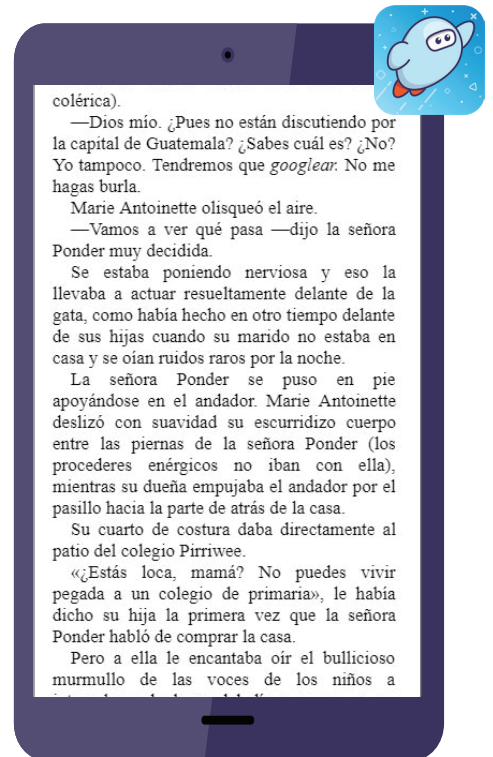 colérica).
—Dios mío. ¿Pues no están discutiendo por
la capital de Guatemala? ¿Sabes cuál es? ¿No?
Yo tampoco. Tendremos que googlear. No me
hagas burla.
Marie Antoinette olisqueó el aire.
—Vamos a ver qué pasa —dijo la señora
Ponder muy decidida.
Se estaba poniendo nerviosa y eso la
llevaba a actuar resueltamente delante de la
gata, como había hecho en otro tiempo delante
de sus hijas cuando su marido no estaba en
casa y se oían ruidos raros por la noche.
La señora Ponder se puso en pie
apoyándose en el andador. Marie Antoinette
deslizó con suavidad su escurridizo cuerpo
entre las piernas de la señora Ponder (los
procederes enérgicos no iban con ella),
mientras su dueña empujaba el andador por el
pasillo hacia la parte de atrás de la casa.
Su cuarto de costura daba directamente al
patio del colegio Pirriwee.
«¿Estás loca, mamá? No puedes vivir
pegada a un colegio de primaria», le había
dicho su hija la primera vez que la señora
Ponder habló de comprar la casa.
Pero a ella le encantaba oír el bullicioso
murmullo de las voces de los niños a